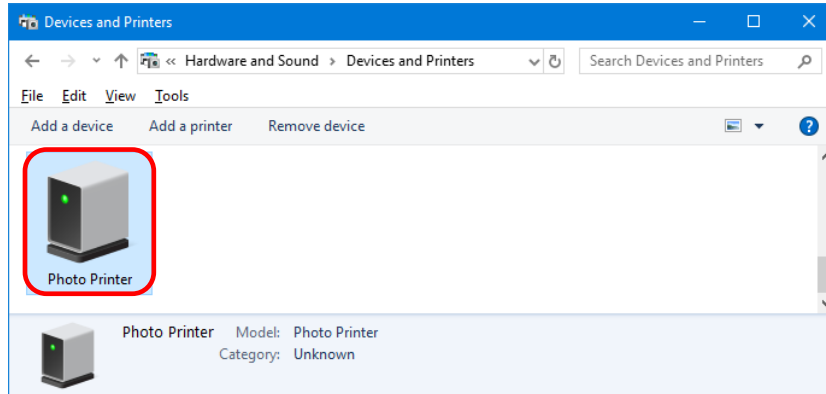 Devices and Printers
« Hardware and Sound › Devices and Printers
Search Devices and Printers
File Edit View Tools
Add a device Add a printer Remove device
?
Photo Printer
Photo Printer Model: Photo Printer
Category: Unknown